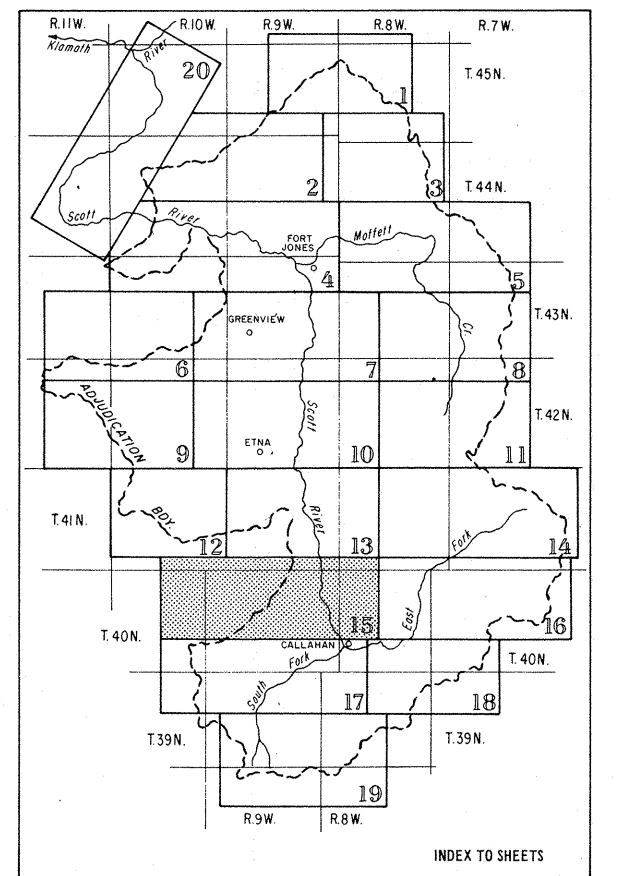 R.11W.
R.10W.
R.9W.
R.8W.
R.7W.
Klamath
River
20
T.45N.
1
2
3
T.44N.
Scott
River
FORT
JONES
Moffett
4
5
GREENVIEW
Cr.
T.43N.
6
7
8
ADJUDICATION
Scott
T.42N.
ETNA
9
10
11
T.41N.
BDY.
River
Fork
12
13
14
East
15
16
T.40N.
CALLAHAN
Fork
T.40N.
South
17
18
T.39N.
T.39N.
19
R.9W.
R.8W.
INDEX TO SHEETS